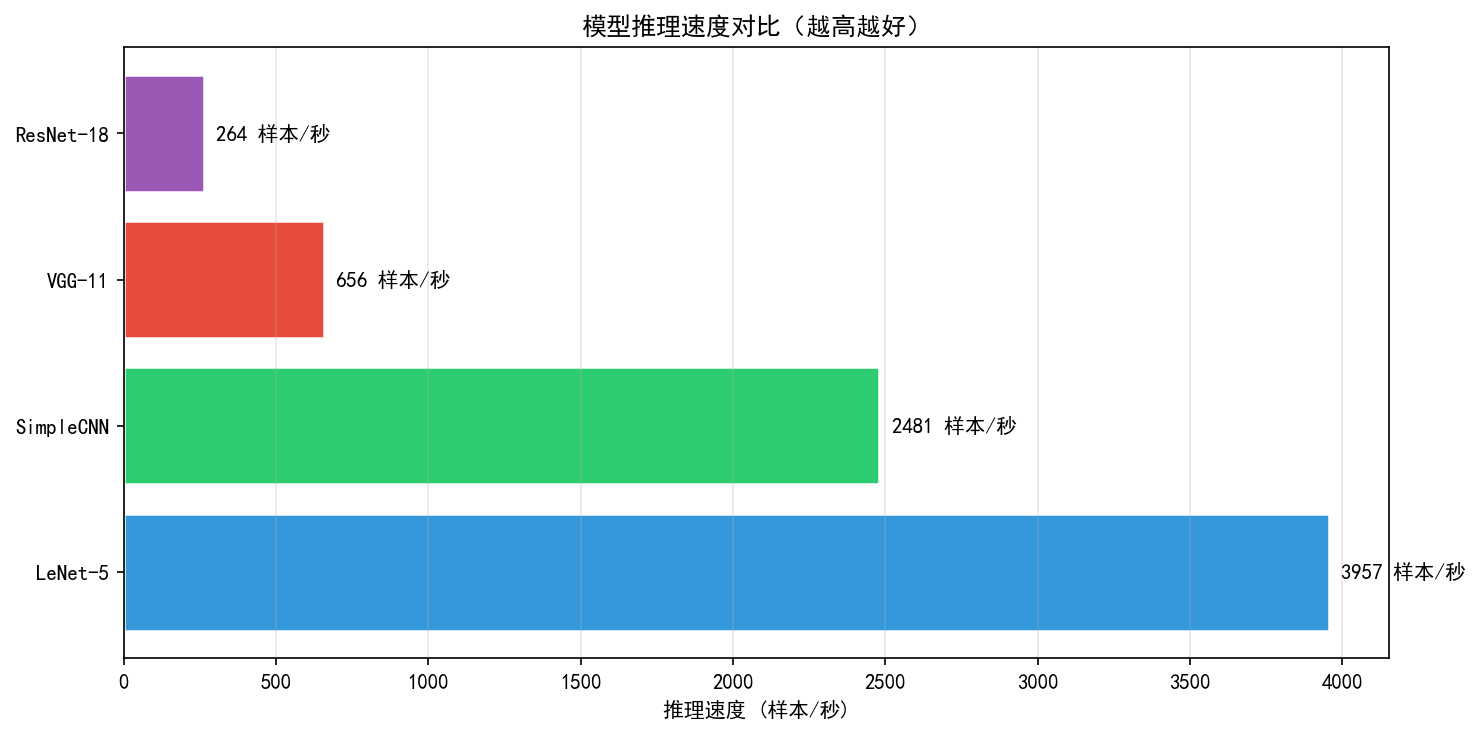 模型推理速度对比（越高越好）
ResNet-18
264 样本/秒
VGG-11
656 样本/秒
SimpleCNN
2481 样本/秒
LeNet-5
3957 样本/秒
0 500 1000 1500 2000 2500 3000 3500 4000
推理速度 (样本/秒)